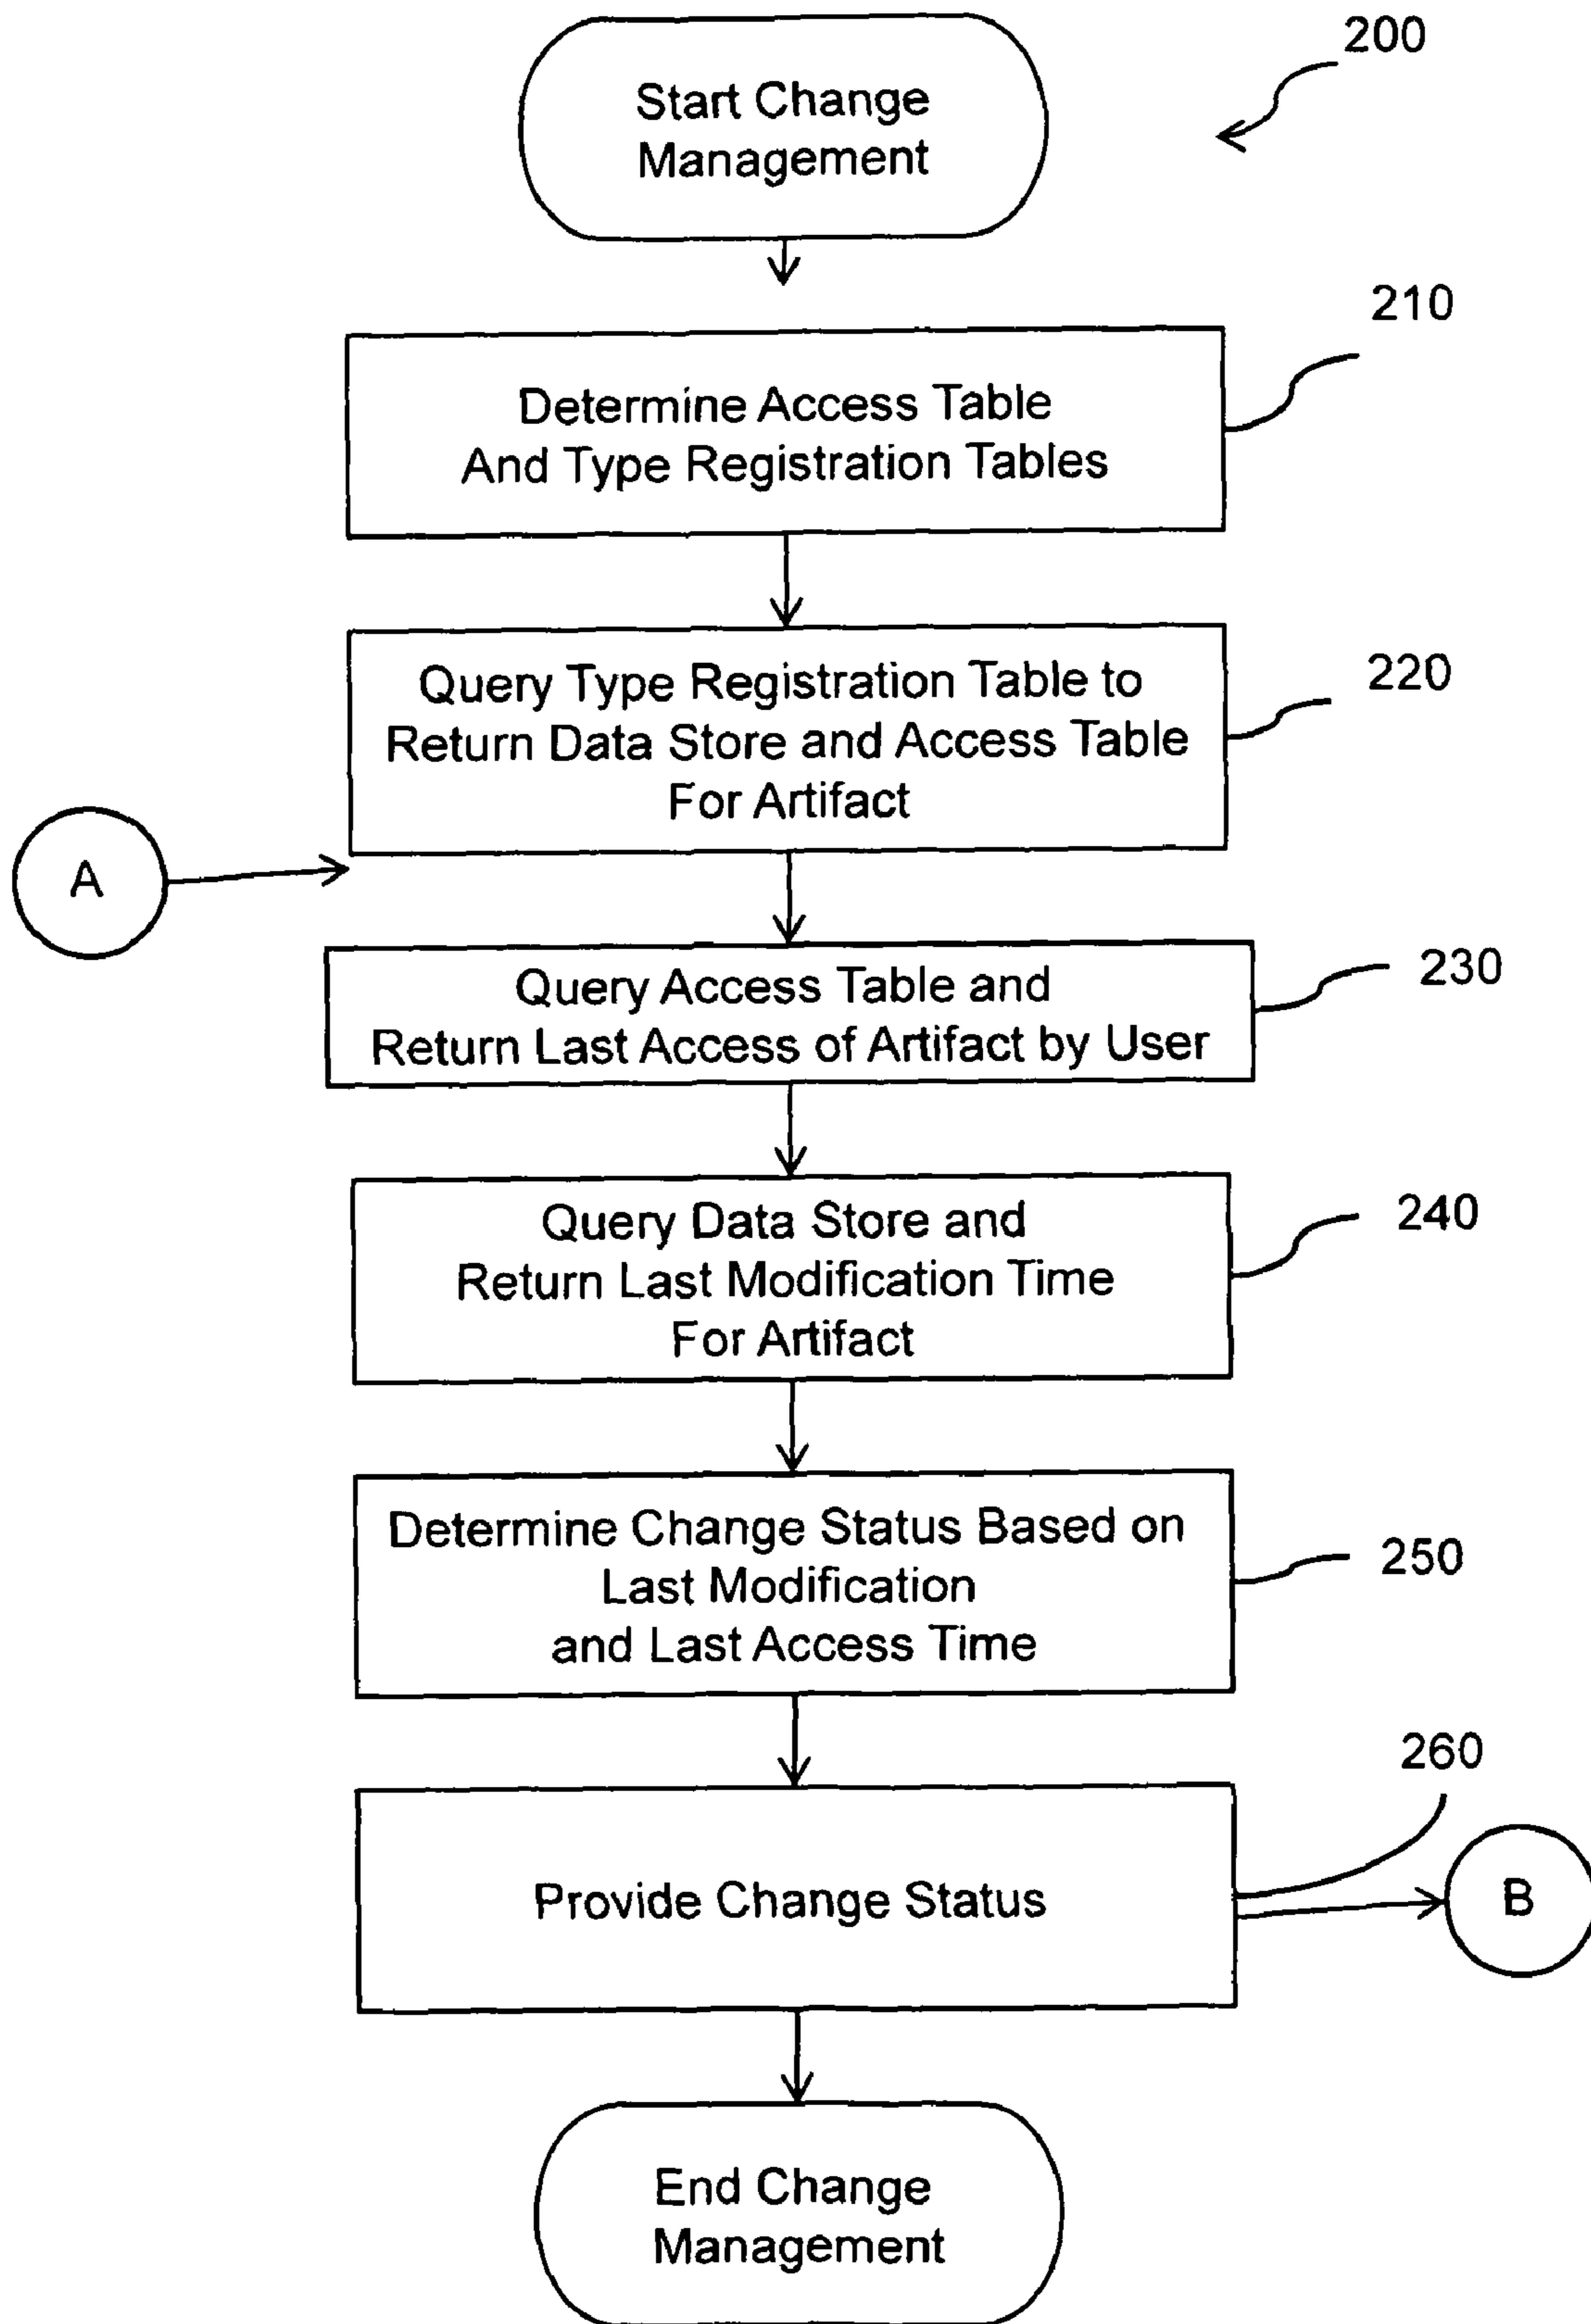 200
Start Change
Management
210
Determine Access Table
And Type Registration Tables
220
Query Type Registration Table to
Return Data Store and Access Table
For Artifact
A
230
Query Access Table and
Return Last Access of Artifact by User
240
Query Data Store and
Return Last Modification Time
For Artifact
250
Determine Change Status Based on
Last Modification
and Last Access Time
260
Provide Change Status
B
End Change
Management